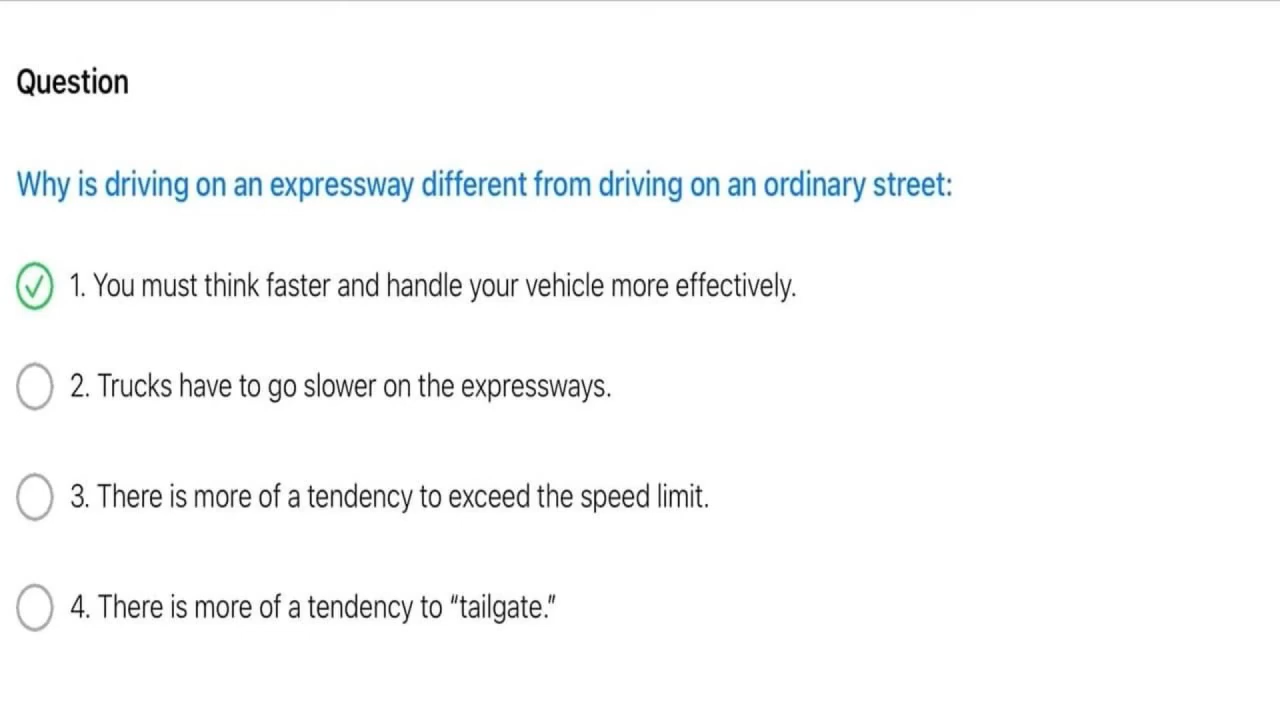 Question
Why is driving on an expressway different from driving on an ordinary street:
1. You must think faster and handle your vehicle more effectively.
2. Trucks have to go slower on the expressways.
3. There is more of a tendency to exceed the speed limit.
4. There is more of a tendency to “tailgate.”